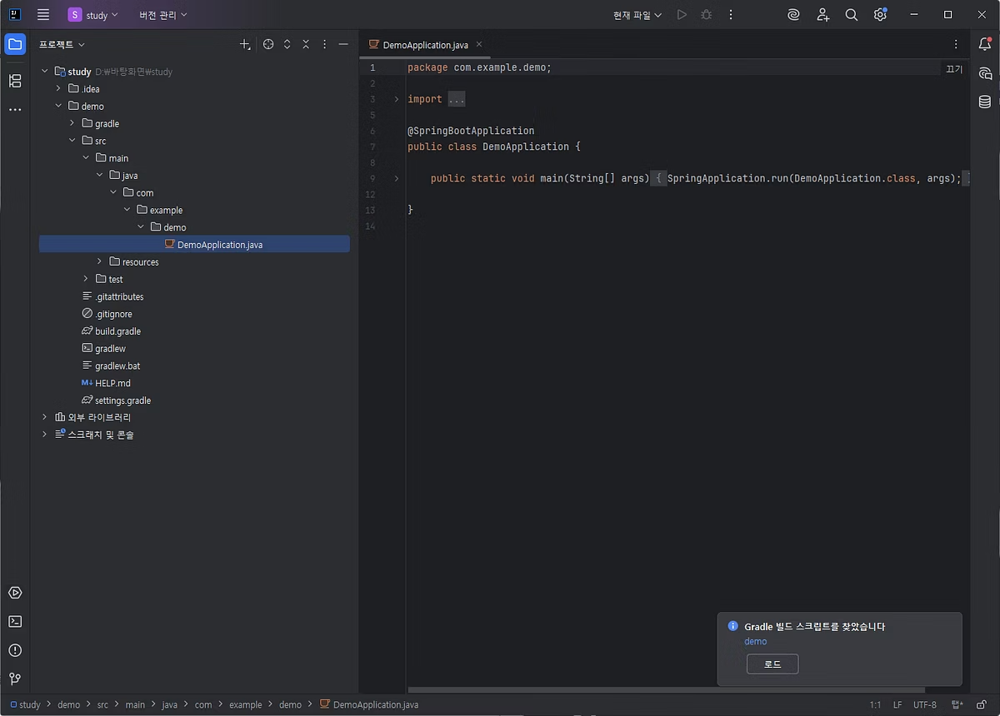 S study 버전 관리 현재 파일
프로젝트
DemoApplication.java
study D:₩바탕화면₩study
.idea
demo
gradle
src
main
java
com
example
demo
DemoApplication.java
resources
test
.gitattributes
.gitignore
build.gradle
gradlew
gradlew.bat
M↓ HELP.md
settings.gradle
외부 라이브러리
스크래치 및 콘솔
1 package com.example.demo; 끄기
2
3 import ...
5
6 @SpringBootApplication
7 public class DemoApplication {
8
9 public static void main(String[] args) { SpringApplication.run(DemoApplication.class, args);
12
13 }
14
Gradle 빌드 스크립트를 찾았습니다
demo
로드
study > demo > src > main > java > com > example > demo > DemoApplication.java 1:1 LF UTF-8